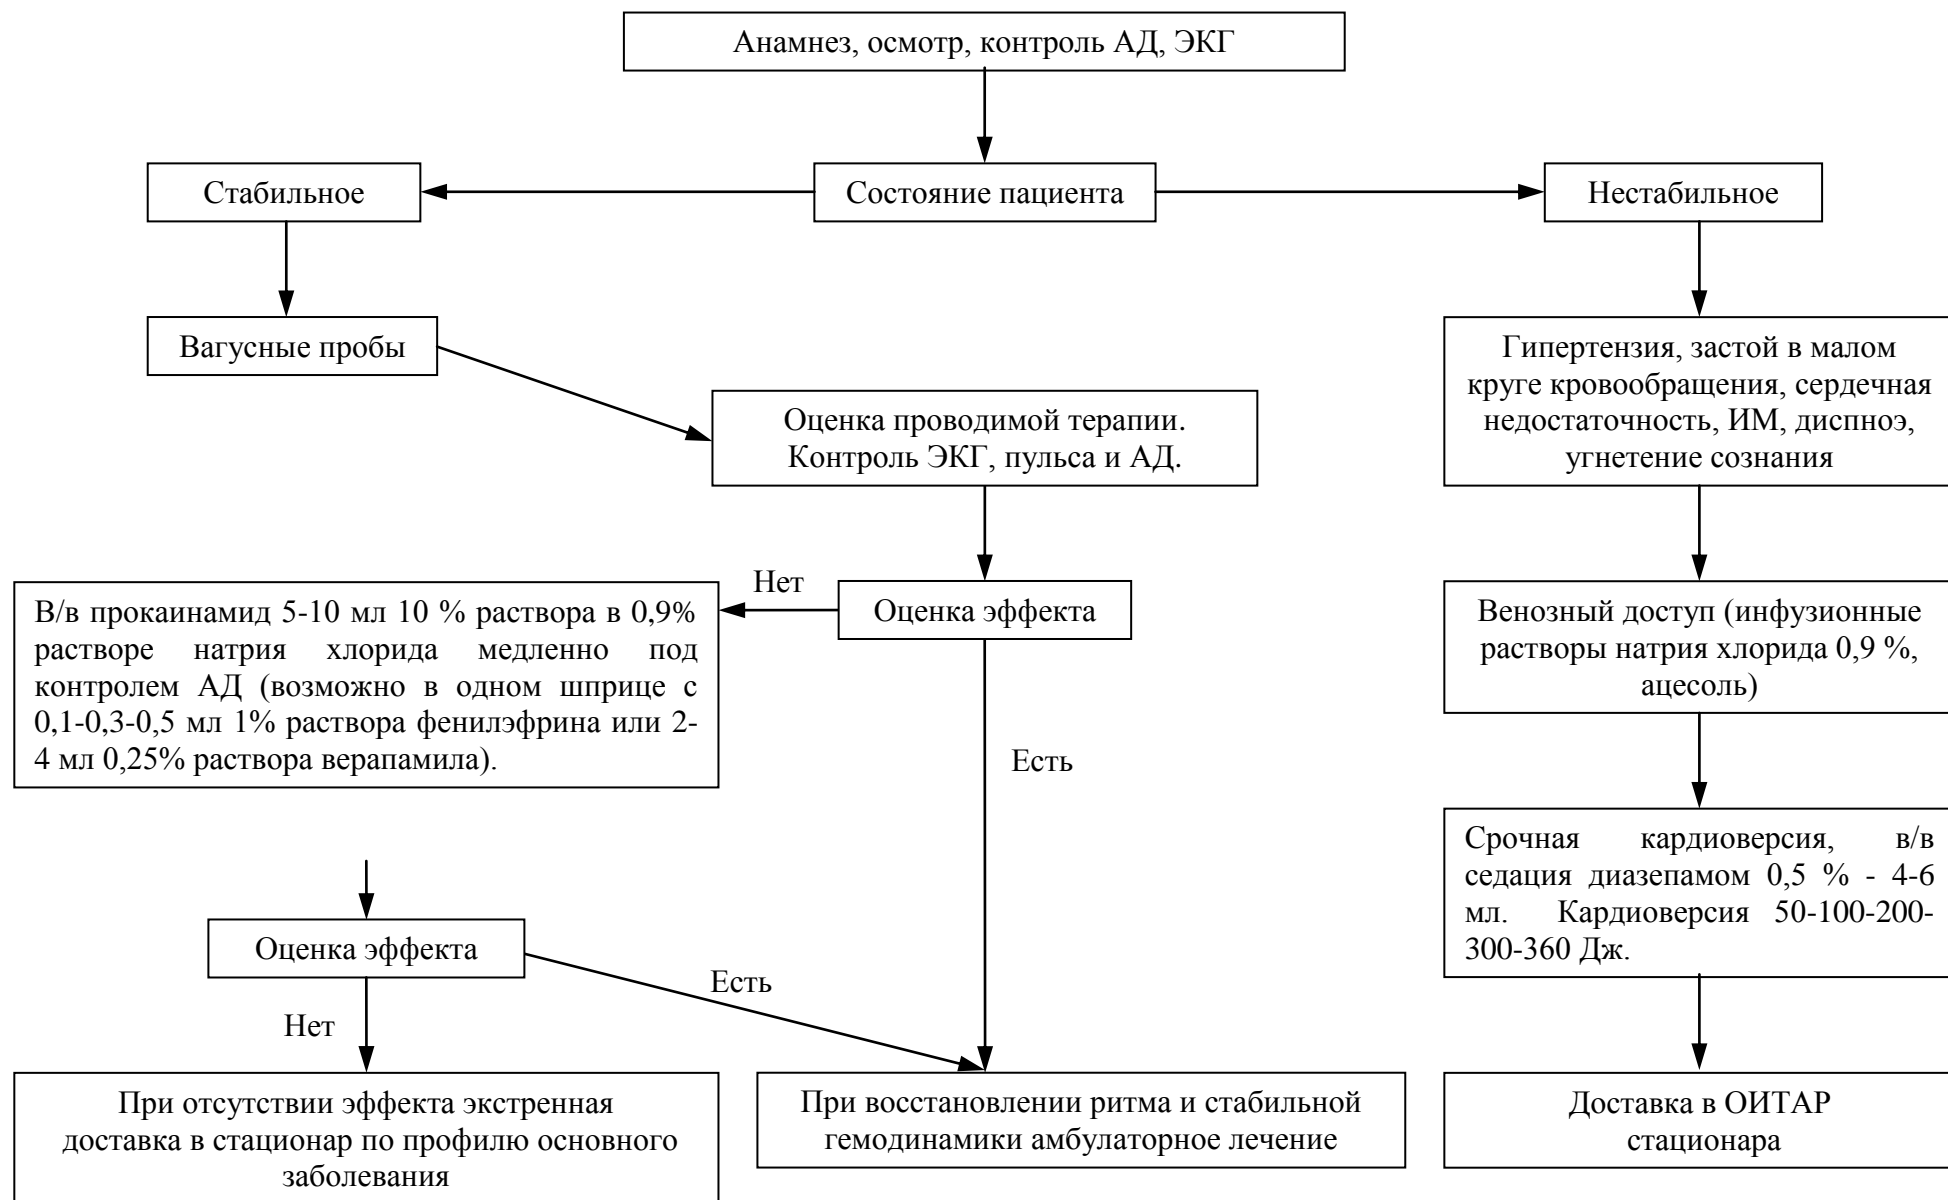 Анамнез, осмотр, контроль АД, ЭКГ
Стабильное
Состояние пациента
Нестабильное
Вагусные пробы
Гипертензия, застой в малом
круге кровообращения, сердечная
недостаточность, ИМ, диспноэ,
угнетение сознания
Оценка проводимой терапии.
Контроль ЭКГ, пульса и АД.
Нет
Оценка эффекта
В/в прокаинамид 5-10 мл 10 % раствора в 0,9%
растворе натрия хлорида медленно под
контролем АД (возможно в одном шприце с
0,1-0,3-0,5 мл 1% раствора фенилэфрина или 2-
4 мл 0,25% раствора верапамила).
Венозный доступ (инфузионные
растворы натрия хлорида 0,9 %,
ацесоль)
Есть
Срочная кардиоверсия, в/в
седация диазепамом 0,5 % - 4-6
мл. Кардиоверсия 50-100-200-
300-360 Дж.
Оценка эффекта
Есть
Нет
При отсутствии эффекта экстренная
доставка в стационар по профилю основного
заболевания
При восстановлении ритма и стабильной
гемодинамики амбулаторное лечение
Доставка в ОИТАР
стационара